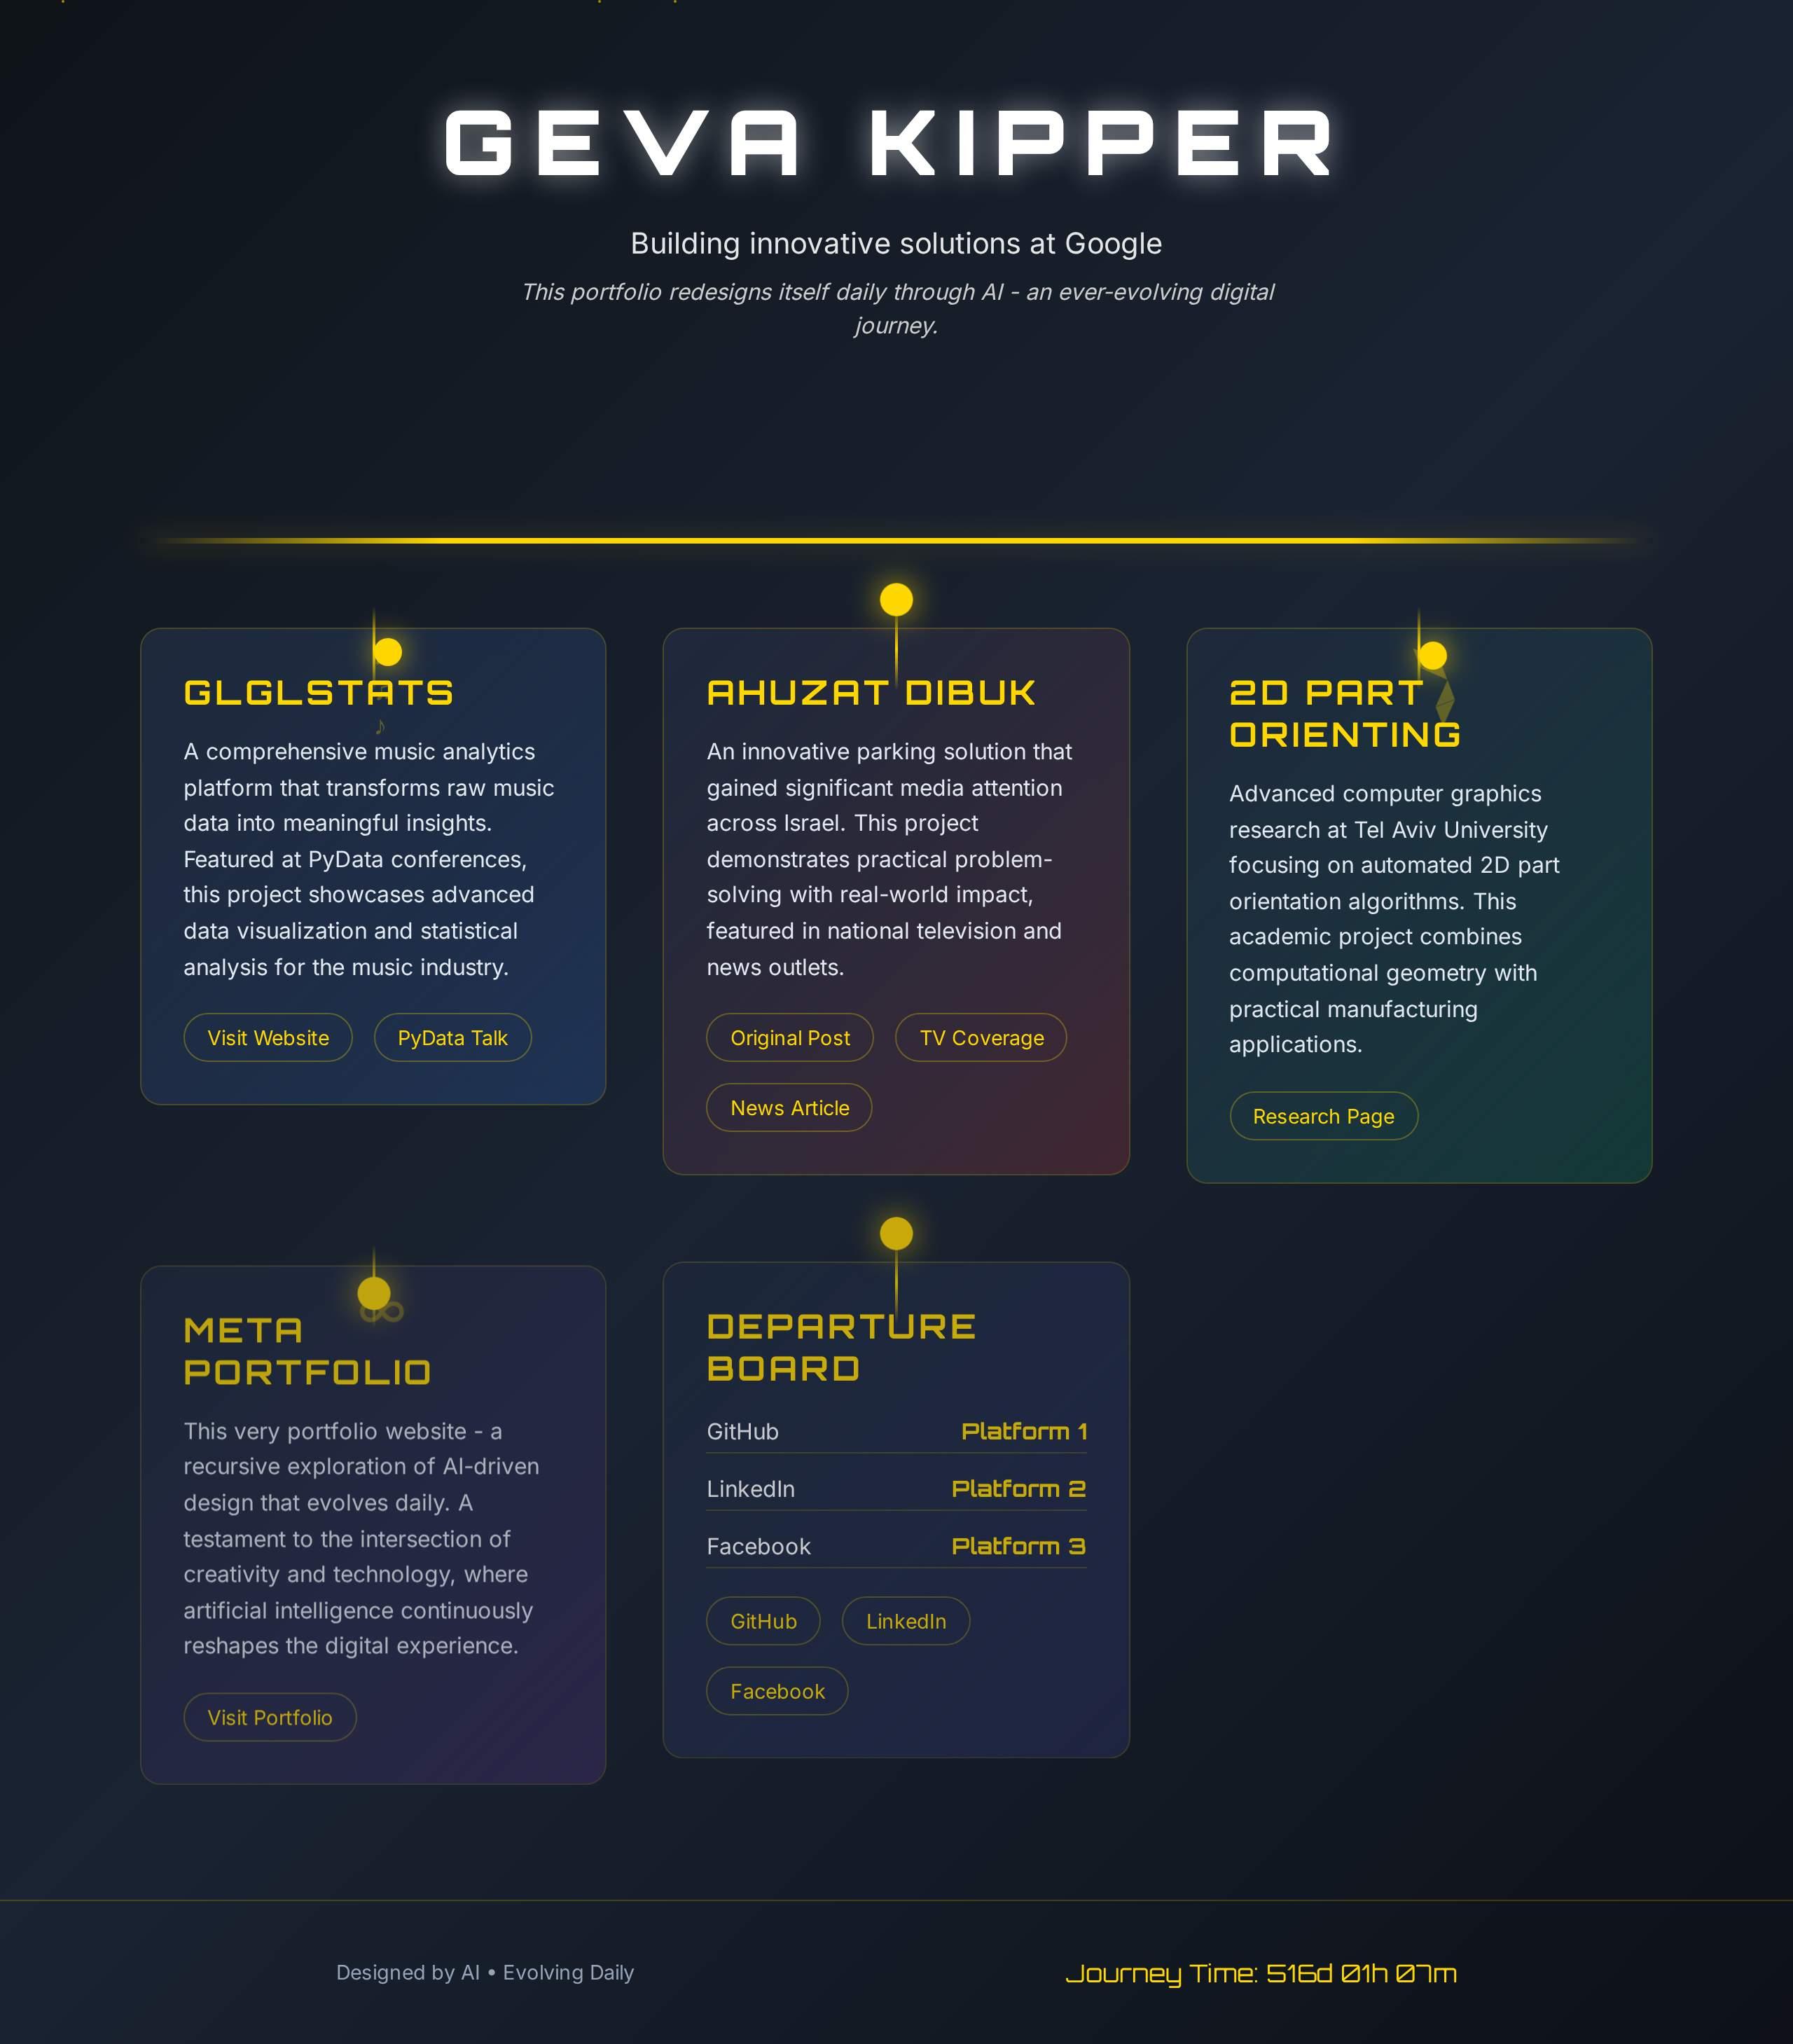 GEVA KIPPER
Building innovative solutions at Google
This portfolio redesigns itself daily through AI - an ever-evolving digital
journey.
GLGLSTATS
♪
A comprehensive music analytics
platform that transforms raw music
data into meaningful insights.
Featured at PyData conferences,
this project showcases advanced
data visualization and statistical
analysis for the music industry.
Visit Website
PyData Talk
AHUZAT DIBUK
An innovative parking solution that
gained significant media attention
across Israel. This project
demonstrates practical problem-
solving with real-world impact,
featured in national television and
news outlets.
Original Post
TV Coverage
News Article
2D PART
ORIENTING
Advanced computer graphics
research at Tel Aviv University
focusing on automated 2D part
orientation algorithms. This
academic project combines
computational geometry with
practical manufacturing
applications.
Research Page
∞
META
PORTFOLIO
This very portfolio website - a
recursive exploration of AI-driven
design that evolves daily. A
testament to the intersection of
creativity and technology, where
artificial intelligence continuously
reshapes the digital experience.
Visit Portfolio
DEPARTURE
BOARD
GitHub Platform 1
LinkedIn Platform 2
Facebook Platform 3
GitHub
LinkedIn
Facebook
Designed by AI • Evolving Daily
Journey Time: 516d 01h 07m